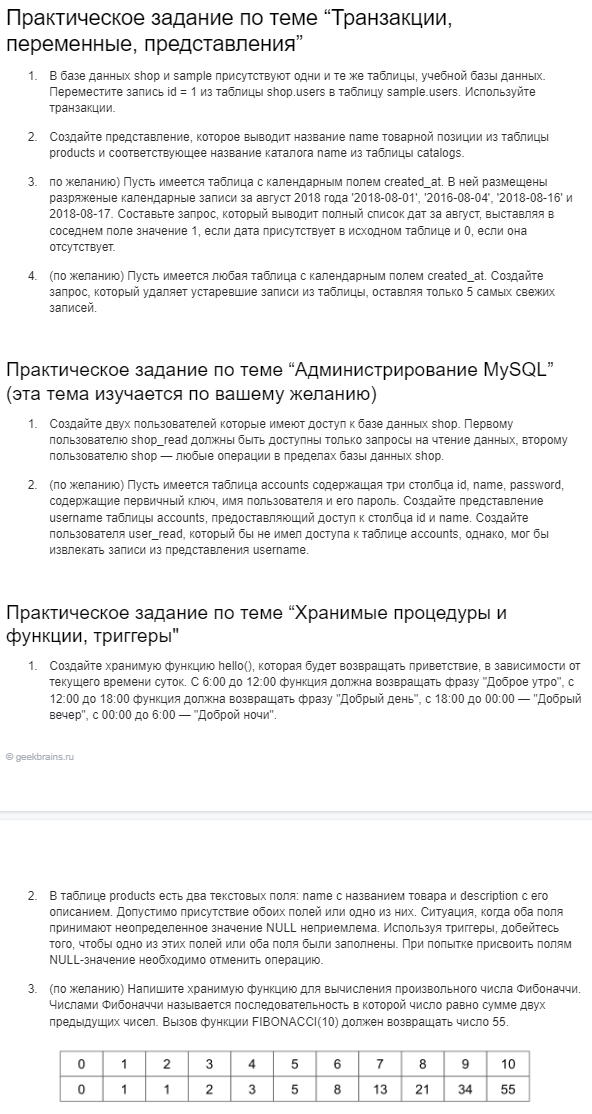 Практическое задание по теме “Транзакции,
переменные, представления”
1. В базе данных shop и sample присутствуют одни и те же таблицы, учебной базы данных.
Переместите запись id = 1 из таблицы shop.users в таблицу sample.users. Используйте
транзакции.
2. Создайте представление, которое выводит название name товарной позиции из таблицы
products и соответствующее название каталога name из таблицы catalogs.
3. по желанию) Пусть имеется таблица с календарным полем created_at. В ней размещены
разряженые календарные записи за август 2018 года '2018-08-01', '2016-08-04', '2018-08-16' и
2018-08-17. Составьте запрос, который выводит полный список дат за август, выставляя в
соседнем поле значение 1, если дата присутствует в исходном таблице и 0, если она
отсутствует.
4. (по желанию) Пусть имеется любая таблица с календарным полем created_at. Создайте
запрос, который удаляет устаревшие записи из таблицы, оставляя только 5 самых свежих
записей.
Практическое задание по теме “Администрирование MySQL”
(эта тема изучается по вашему желанию)
1. Создайте двух пользователей которые имеют доступ к базе данных shop. Первому
пользователю shop_read должны быть доступны только запросы на чтение данных, второму
пользователю shop — любые операции в пределах базы данных shop.
2. (по желанию) Пусть имеется таблица accounts содержащая три столбца id, name, password,
содержащие первичный ключ, имя пользователя и его пароль. Создайте представление
username таблицы accounts, предоставляющий доступ к столбца id и name. Создайте
пользователя user_read, который бы не имел доступа к таблице accounts, однако, мог бы
извлекать записи из представления username.
Практическое задание по теме “Хранимые процедуры и
функции, триггеры"
1. Создайте хранимую функцию hello(), которая будет возвращать приветствие, в зависимости от
текущего времени суток. С 6:00 до 12:00 функция должна возвращать фразу "Доброе утро", с
12:00 до 18:00 функция должна возвращать фразу "Добрый день", с 18:00 до 00:00 — "Добрый
вечер", с 00:00 до 6:00 — "Доброй ночи".
© geekbrains.ru
2. В таблице products есть два текстовых поля: name с названием товара и description с его
описанием. Допустимо присутствие обоих полей или одно из них. Ситуация, когда оба поля
принимают неопределенное значение NULL неприемлема. Используя триггеры, добейтесь
того, чтобы одно из этих полей или оба поля были заполнены. При попытке присвоить полям
NULL-значение необходимо отменить операцию.
3. (по желанию) Напишите хранимую функцию для вычисления произвольного числа Фибоначчи.
Числами Фибоначчи называется последовательность в которой число равно сумме двух
предыдущих чисел. Вызов функции FIBONACCI(10) должен возвращать число 55.
0 1 2 3 4 5 6 7 8 9 10
0 1 1 2 3 5 8 13 21 34 55